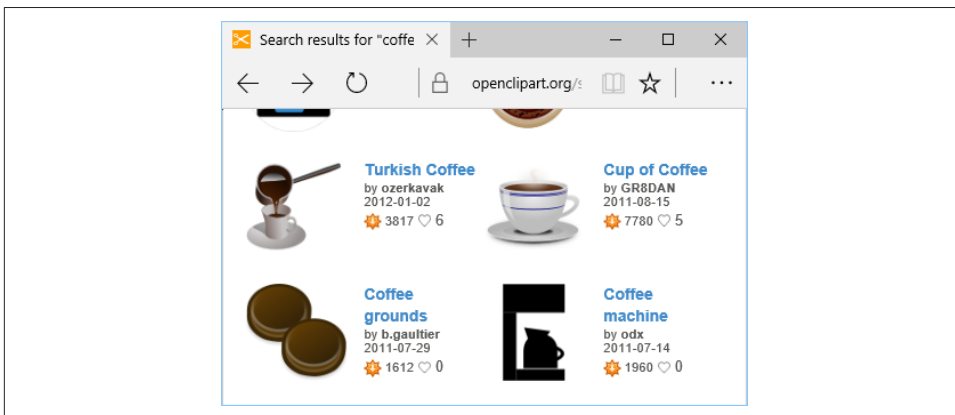 Search results for "coffe
openclipart.org/s
Turkish Coffee
by ozerkavak
2012-01-02
3817 6
Cup of Coffee
by GR8DAN
2011-08-15
7780 5
Coffee
grounds
by b.gaultier
2011-07-29
1612 0
Coffee
machine
by odx
2011-07-14
1960 0